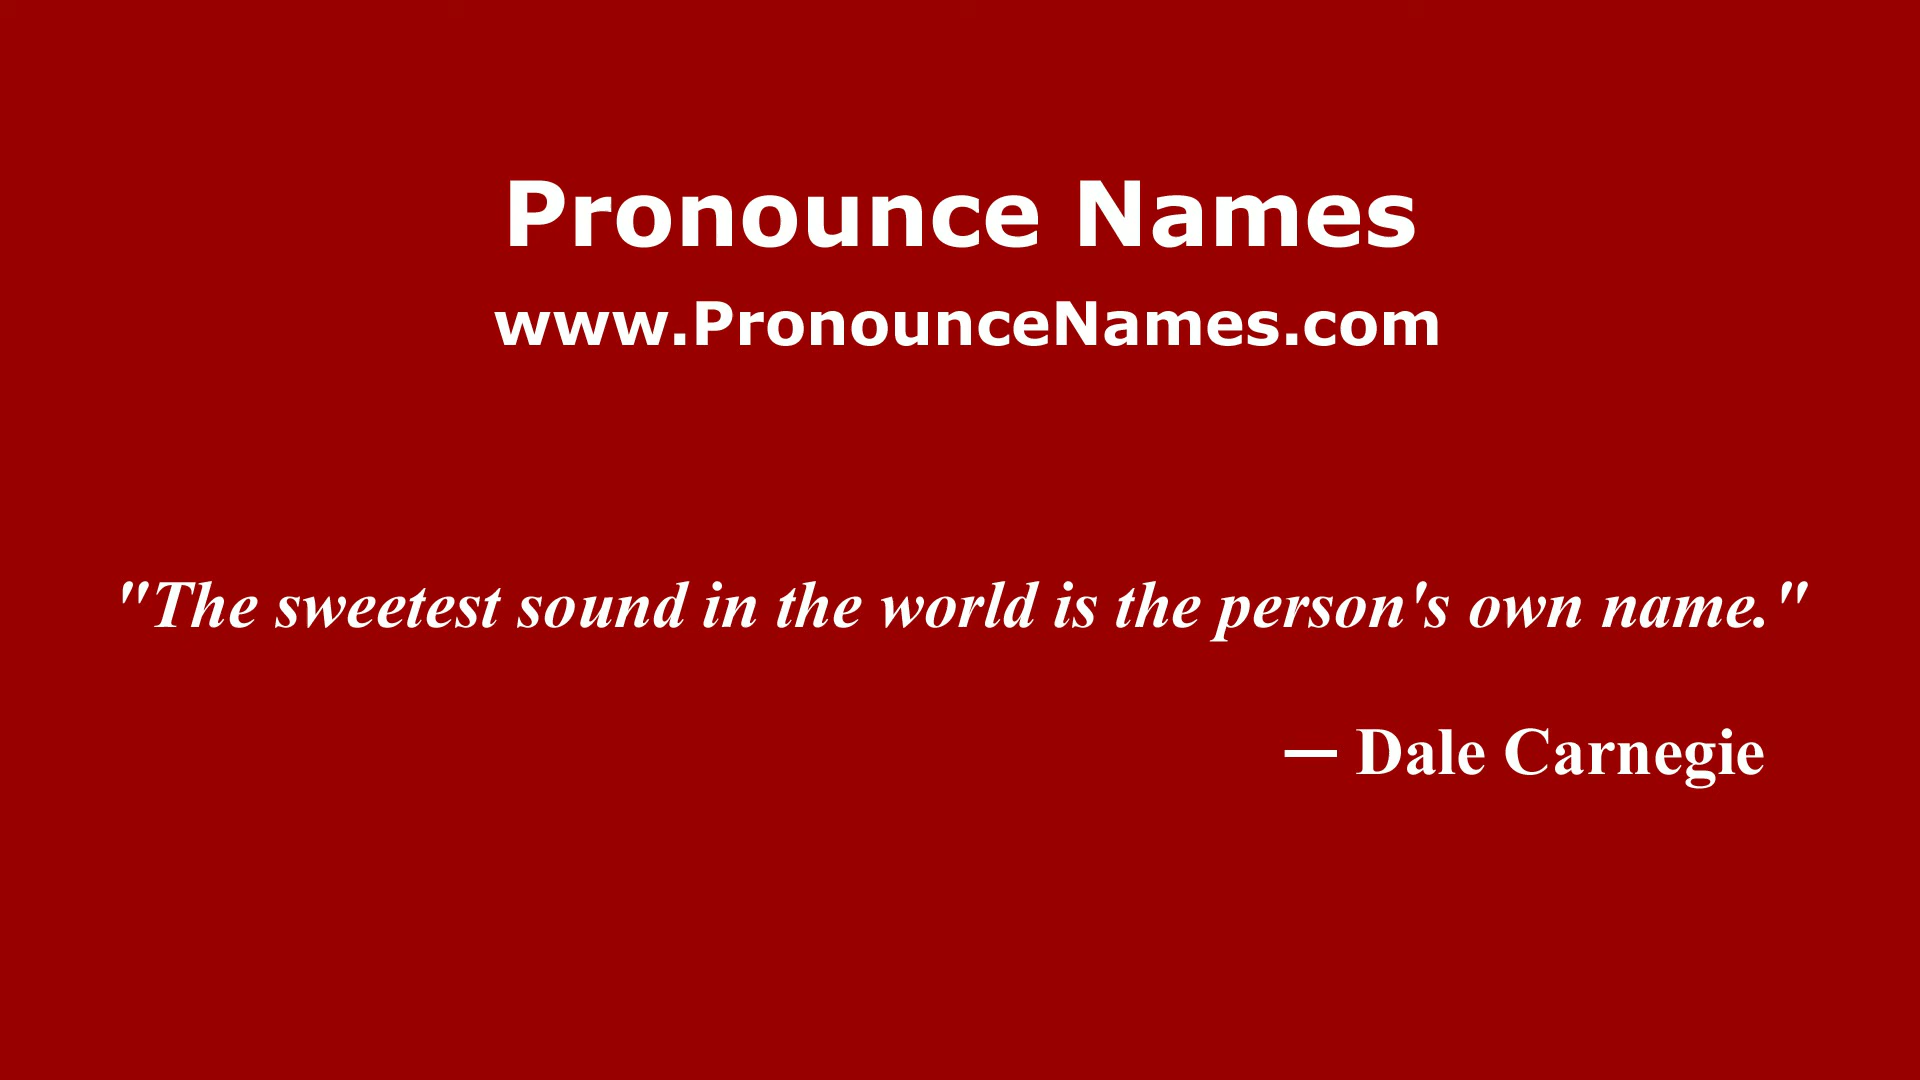 Pronounce Names
www.PronounceNames.com
"The sweetest sound in the world is the person's own name."
— Dale Carnegie